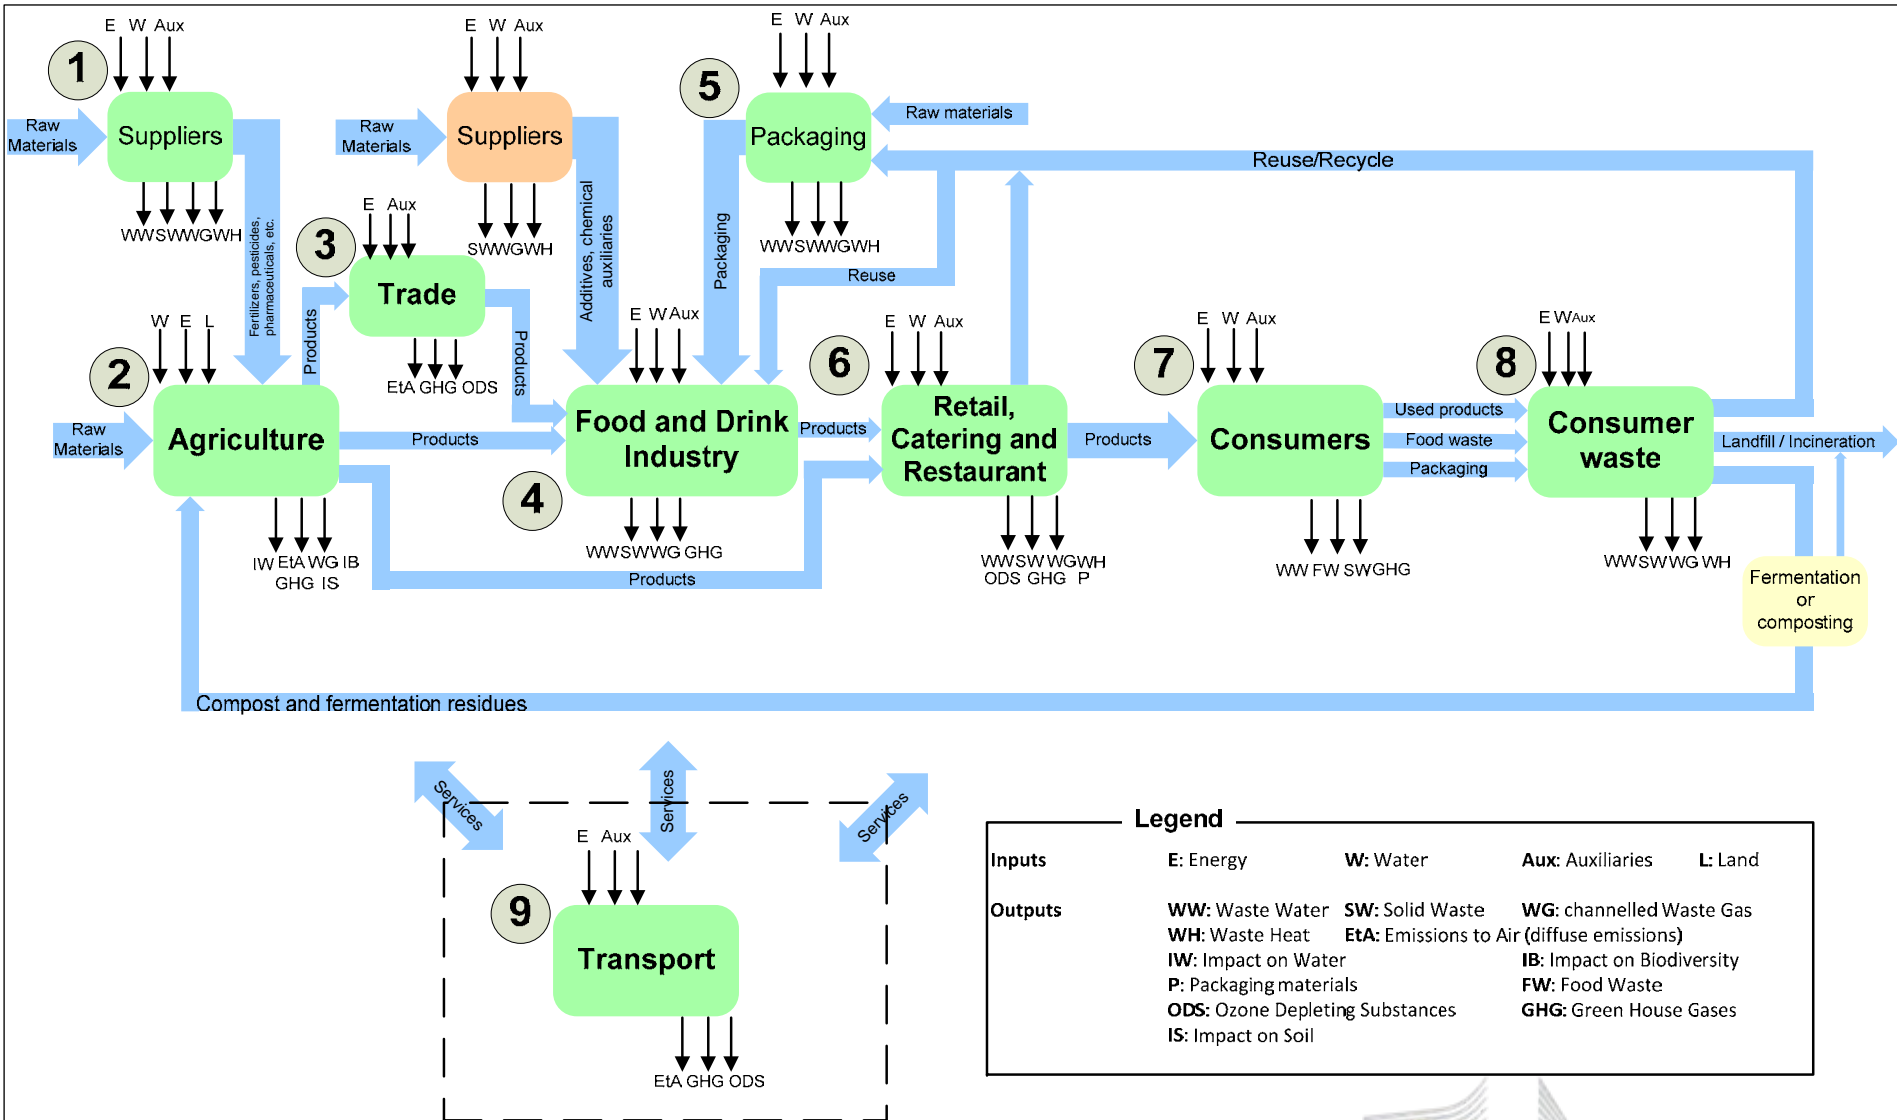 E W Aux
1
Raw
Materials
Suppliers
WW SW WG WH
Fertilizers, pesticides,
pharmaceuticals, etc.
E W Aux
Raw
Materials
Suppliers
SW WG WH
Additives, chemical
auxiliaries
E W Aux
5
Packaging
Raw materials
WW SW WG WH
Packaging
Reuse/Recycle
Reuse
E Aux
3
Trade
EtA GHG ODS
Products
Products
W E L
2
Raw
Materials
Agriculture
IW EtA WG IB
GHG IS
Products
Products
E W Aux
Food and Drink
Industry
4
WW SW WG GHG
Products
E W Aux
6
Retail,
Catering and
Restaurant
WW SW WG WH
ODS GHG P
Products
E W Aux
7
Consumers
WW FW SW GHG
Used products
Food waste
Packaging
E W Aux
8
Consumer
waste
WW SW WG WH
Landfill / Incineration
Fermentation
or
composting
Compost and fermentation residues
Services
Services
Services
E Aux
9
Transport
EtA GHG ODS
Legend
Inputs E: Energy W: Water Aux: Auxiliaries L: Land
Outputs WW: Waste Water SW: Solid Waste WG: channelled Waste Gas
WH: Waste Heat EtA: Emissions to Air (diffuse emissions)
IW: Impact on Water IB: Impact on Biodiversity
P: Packaging materials FW: Food Waste
ODS: Ozone Depleting Substances GHG: Green House Gases
IS: Impact on Soil